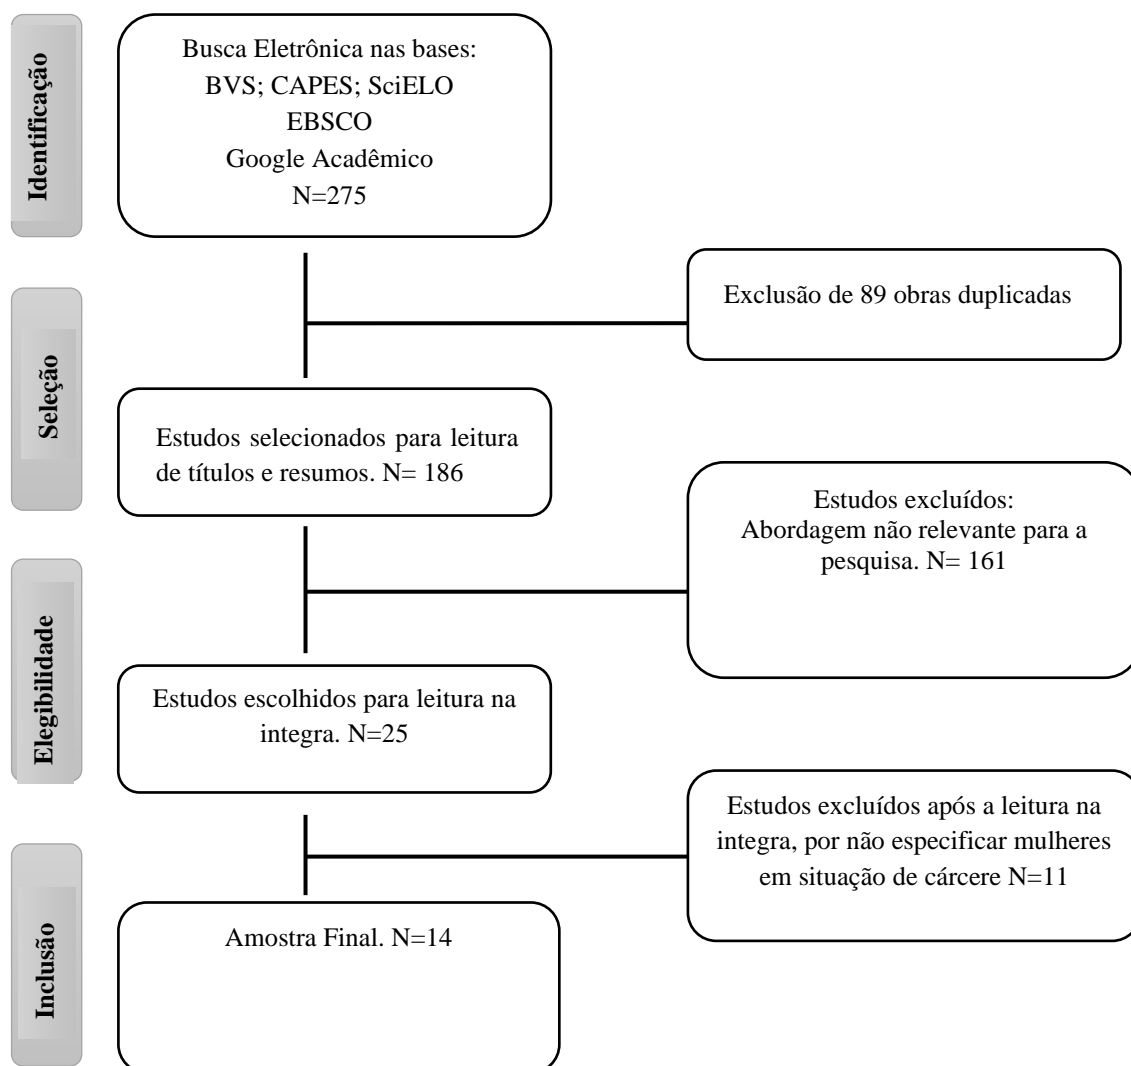 Identificação
Busca Eletrônica nas bases:
BVS; CAPES; SciELO
EBSCO
Google Acadêmico
N=275
Exclusão de 89 obras duplicadas
Seleção
Estudos selecionados para leitura
de títulos e resumos. N= 186
Estudos excluídos:
Abordagem não relevante para a
pesquisa. N= 161
Elegibilidade
Estudos escolhidos para leitura na
integra. N=25
Estudos excluídos após a leitura na
integra, por não especificar mulheres
em situação de cárcere N=11
Inclusão
Amostra Final. N=14